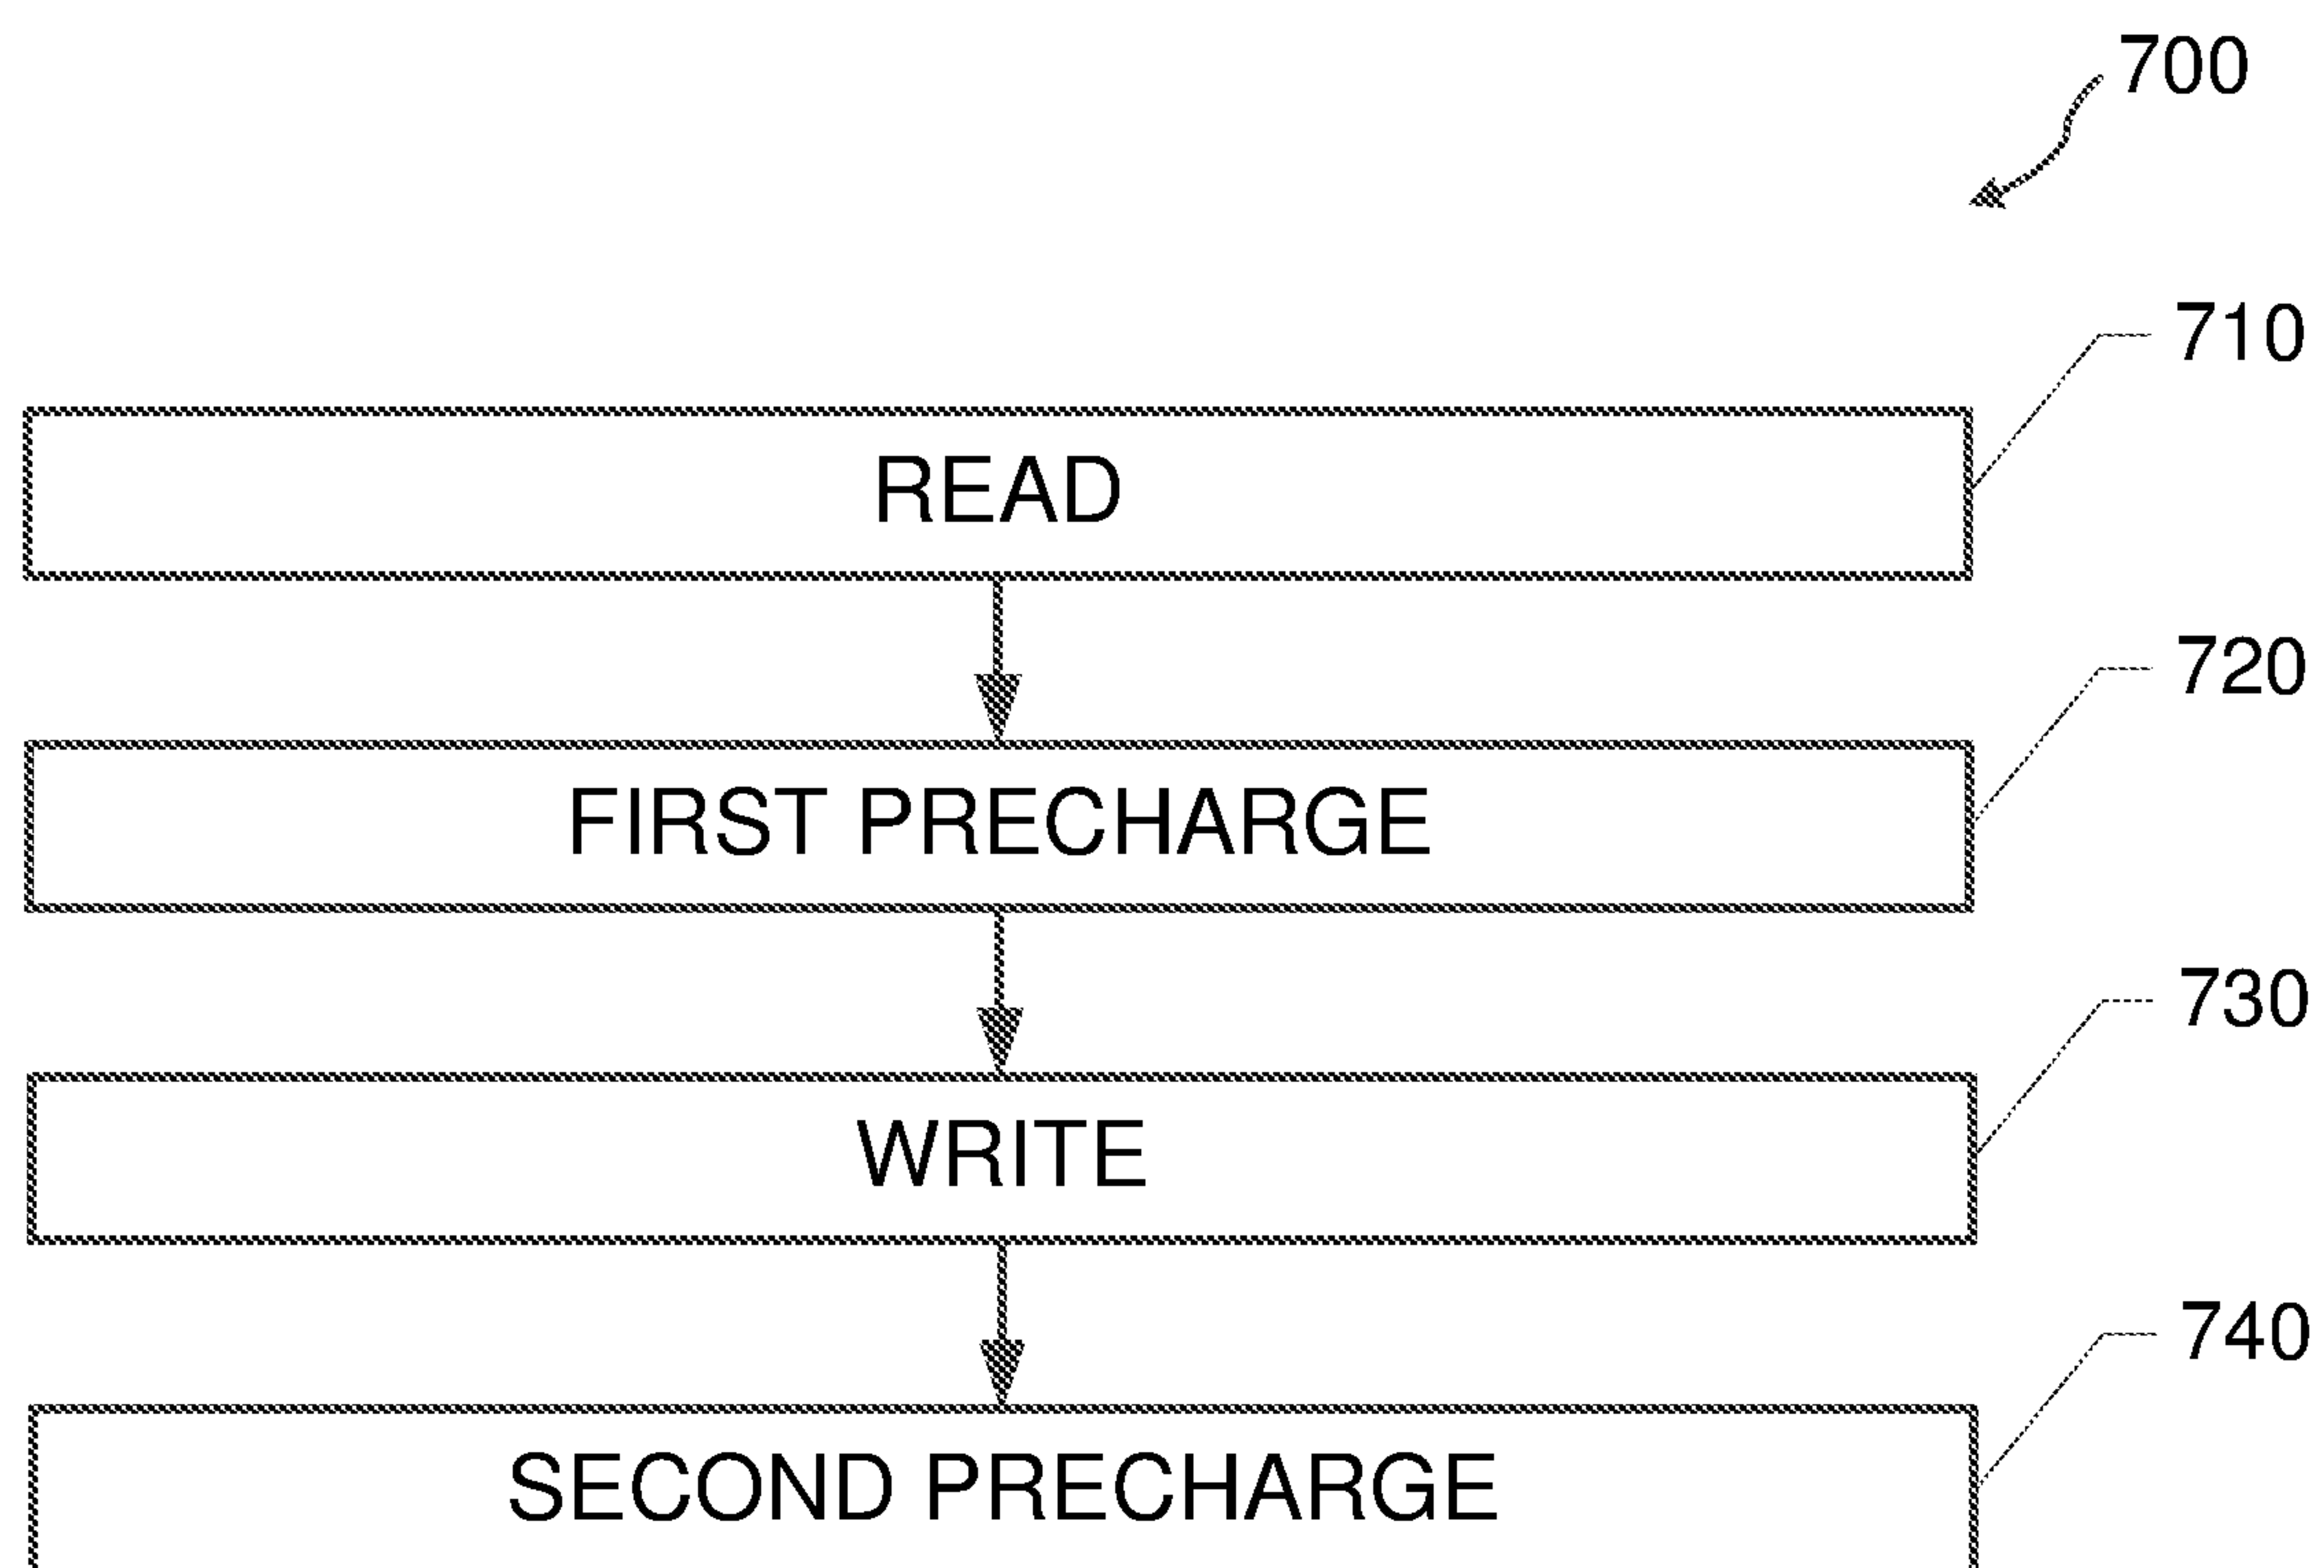 700
710
READ
720
FIRST PRECHARGE
730
WRITE
740
SECOND PRECHARGE